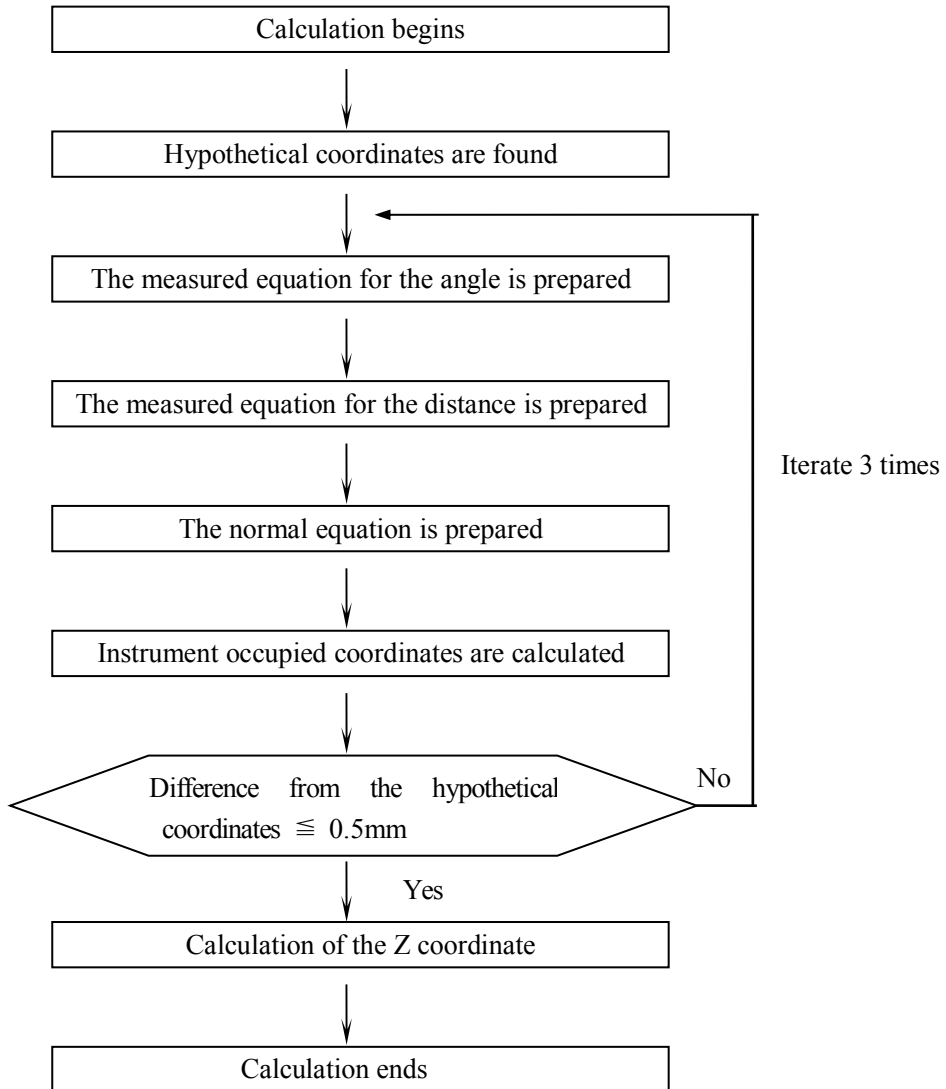 Calculation begins
Hypothetical coordinates are found
The measured equation for the angle is prepared
The measured equation for the distance is prepared
Iterate 3 times
The normal equation is prepared
Instrument occupied coordinates are calculated
Difference from the hypothetical
coordinates ≦ 0.5mm
No
Yes
Calculation of the Z coordinate
Calculation ends